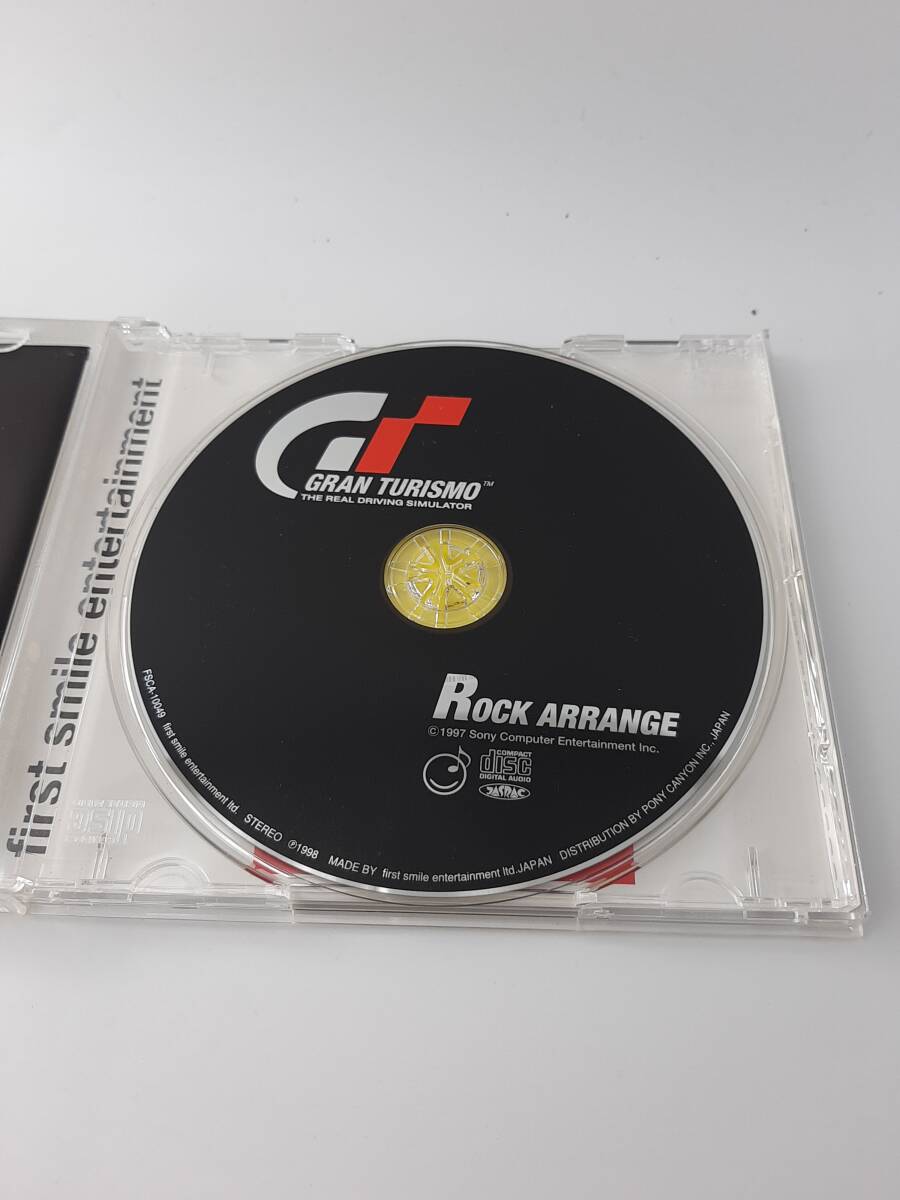 first smile entertainment
GT
GRAN TURISMO™
THE REAL DRIVING SIMULATOR
ROCK ARRANGE
©1997 Sony Computer Entertainment Inc.
COMPACT
disc
DIGITAL AUDIO
JASRAC
FSCA-10049 first smile entertainment ltd. STEREO ℗1998 MADE BY first smile entertainment ltd.JAPAN DISTRIBUTION BY PONY CANYON INC., JAPAN